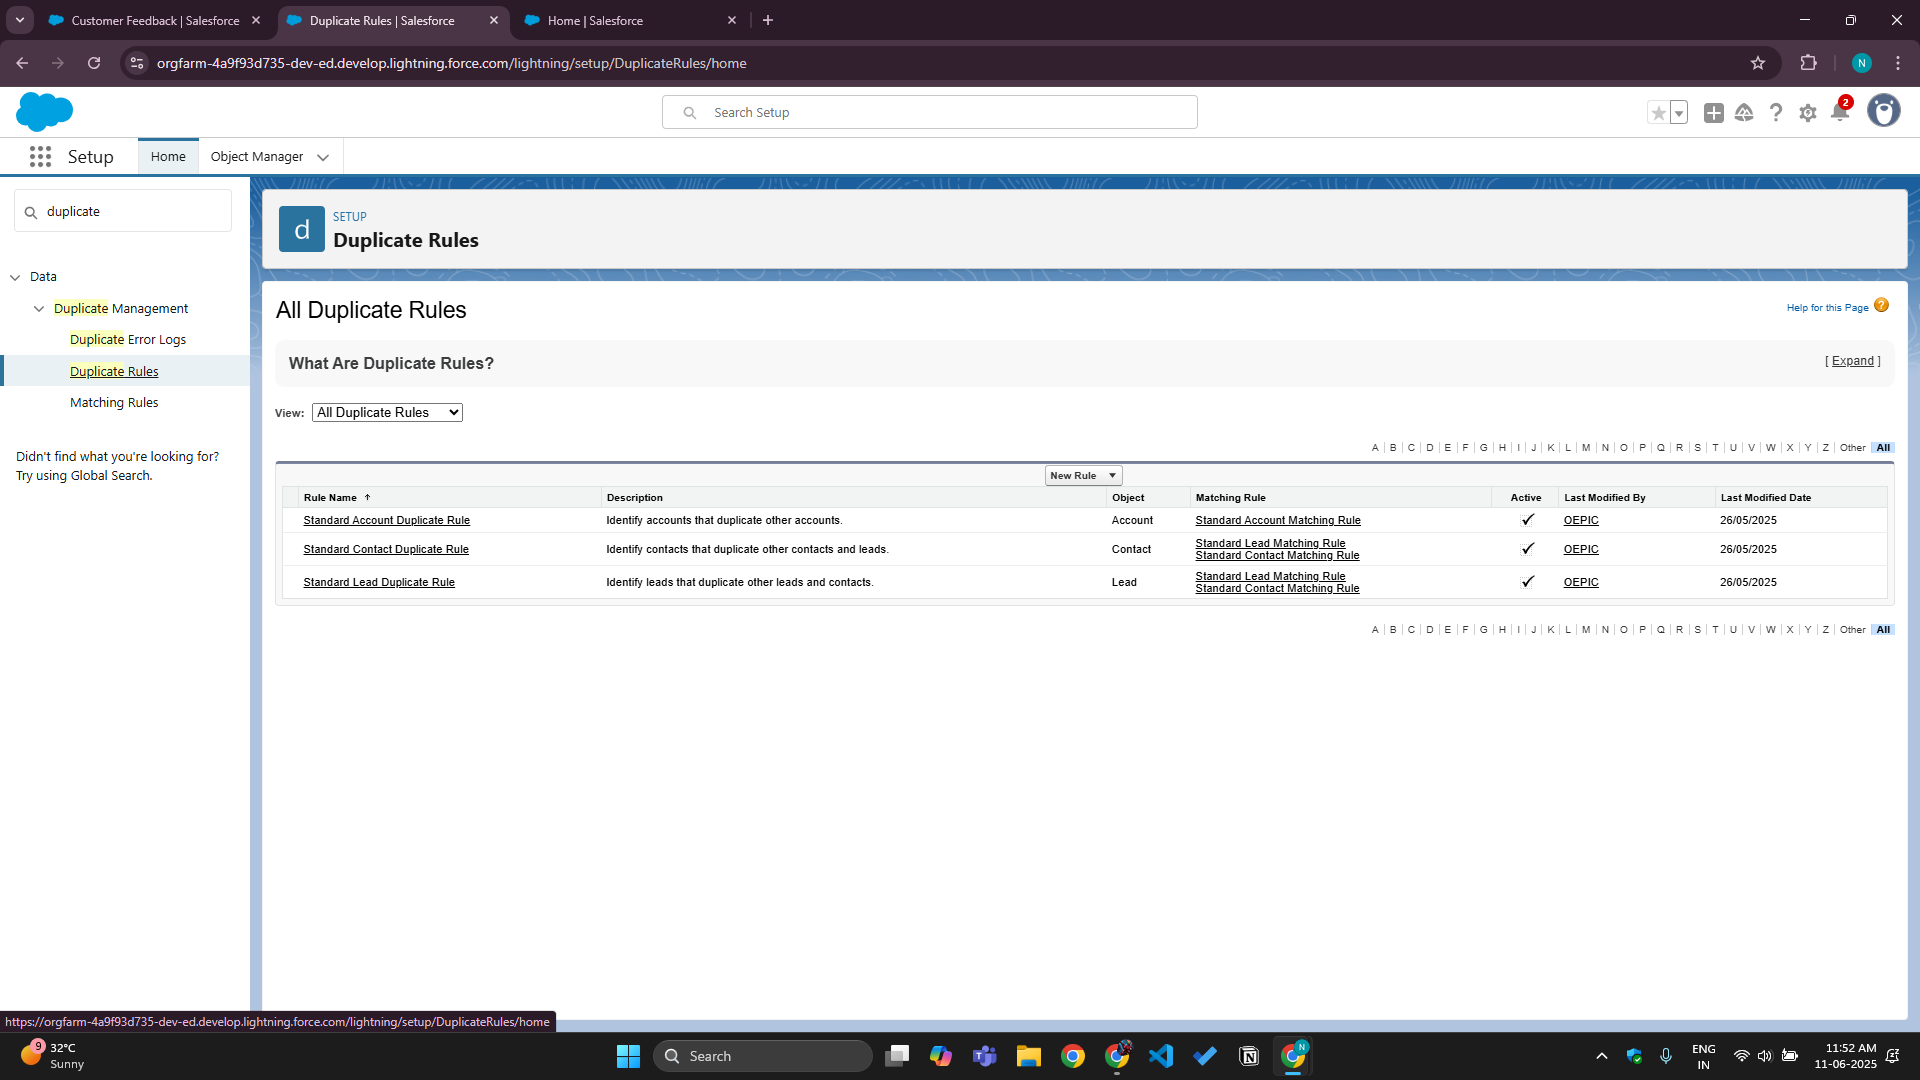 Customer Feedback | Salesforce
Duplicate Rules | Salesforce
Home | Salesforce
orgfarm-4a9f93d735-dev-ed.develop.lightning.force.com/lightning/setup/DuplicateRules/home
N
Search Setup
2
Setup
Home
Object Manager
duplicate
Data
Duplicate Management
Duplicate Error Logs
Duplicate Rules
Matching Rules
Didn't find what you're looking for?
Try using Global Search.
d
SETUP
Duplicate Rules
All Duplicate Rules
Help for this Page ?
What Are Duplicate Rules?
[ Expand ]
View: All Duplicate Rules
A | B | C | D | E | F | G | H | I | J | K | L | M | N | O | P | Q | R | S | T | U | V | W | X | Y | Z | Other | All
New Rule
Rule Name Description Object Matching Rule Active Last Modified By Last Modified Date
Standard Account Duplicate Rule Identify accounts that duplicate other accounts. Account Standard Account Matching Rule OEPIC 26/05/2025
Standard Contact Duplicate Rule Identify contacts that duplicate other contacts and leads. Contact Standard Lead Matching Rule OEPIC 26/05/2025
Standard Contact Matching Rule
Standard Lead Duplicate Rule Identify leads that duplicate other leads and contacts. Lead Standard Lead Matching Rule OEPIC 26/05/2025
Standard Contact Matching Rule
A | B | C | D | E | F | G | H | I | J | K | L | M | N | O | P | Q | R | S | T | U | V | W | X | Y | Z | Other | All
https://orgfarm-4a9f93d735-dev-ed.develop.lightning.force.com/lightning/setup/DuplicateRules/home
9
32°C
Sunny
Search
N
ENG
IN
11:52 AM
11-06-2025